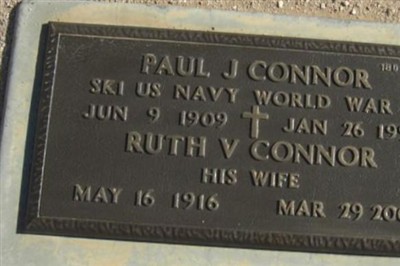 PAUL J CONNOR
SK1 US NAVY WORLD WAR
JUN 9 1909 JAN 26
RUTH V CONNOR
HIS WIFE
MAY 16 1916 MAR 29